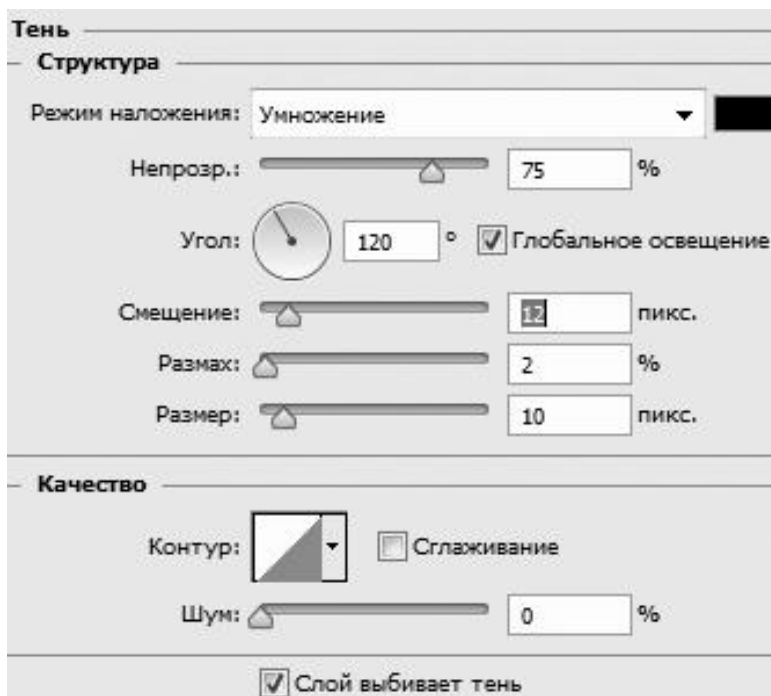 Тень
Структура
Режим наложения: Умножение
Непрозр.: 75 %
Угол: 120 ° Глобальное освещение
Смещение: 12 пикс.
Размах: 2 %
Размер: 10 пикс.
Качество
Контур: Сглаживание
Шум: 0 %
Слой выбивает тень